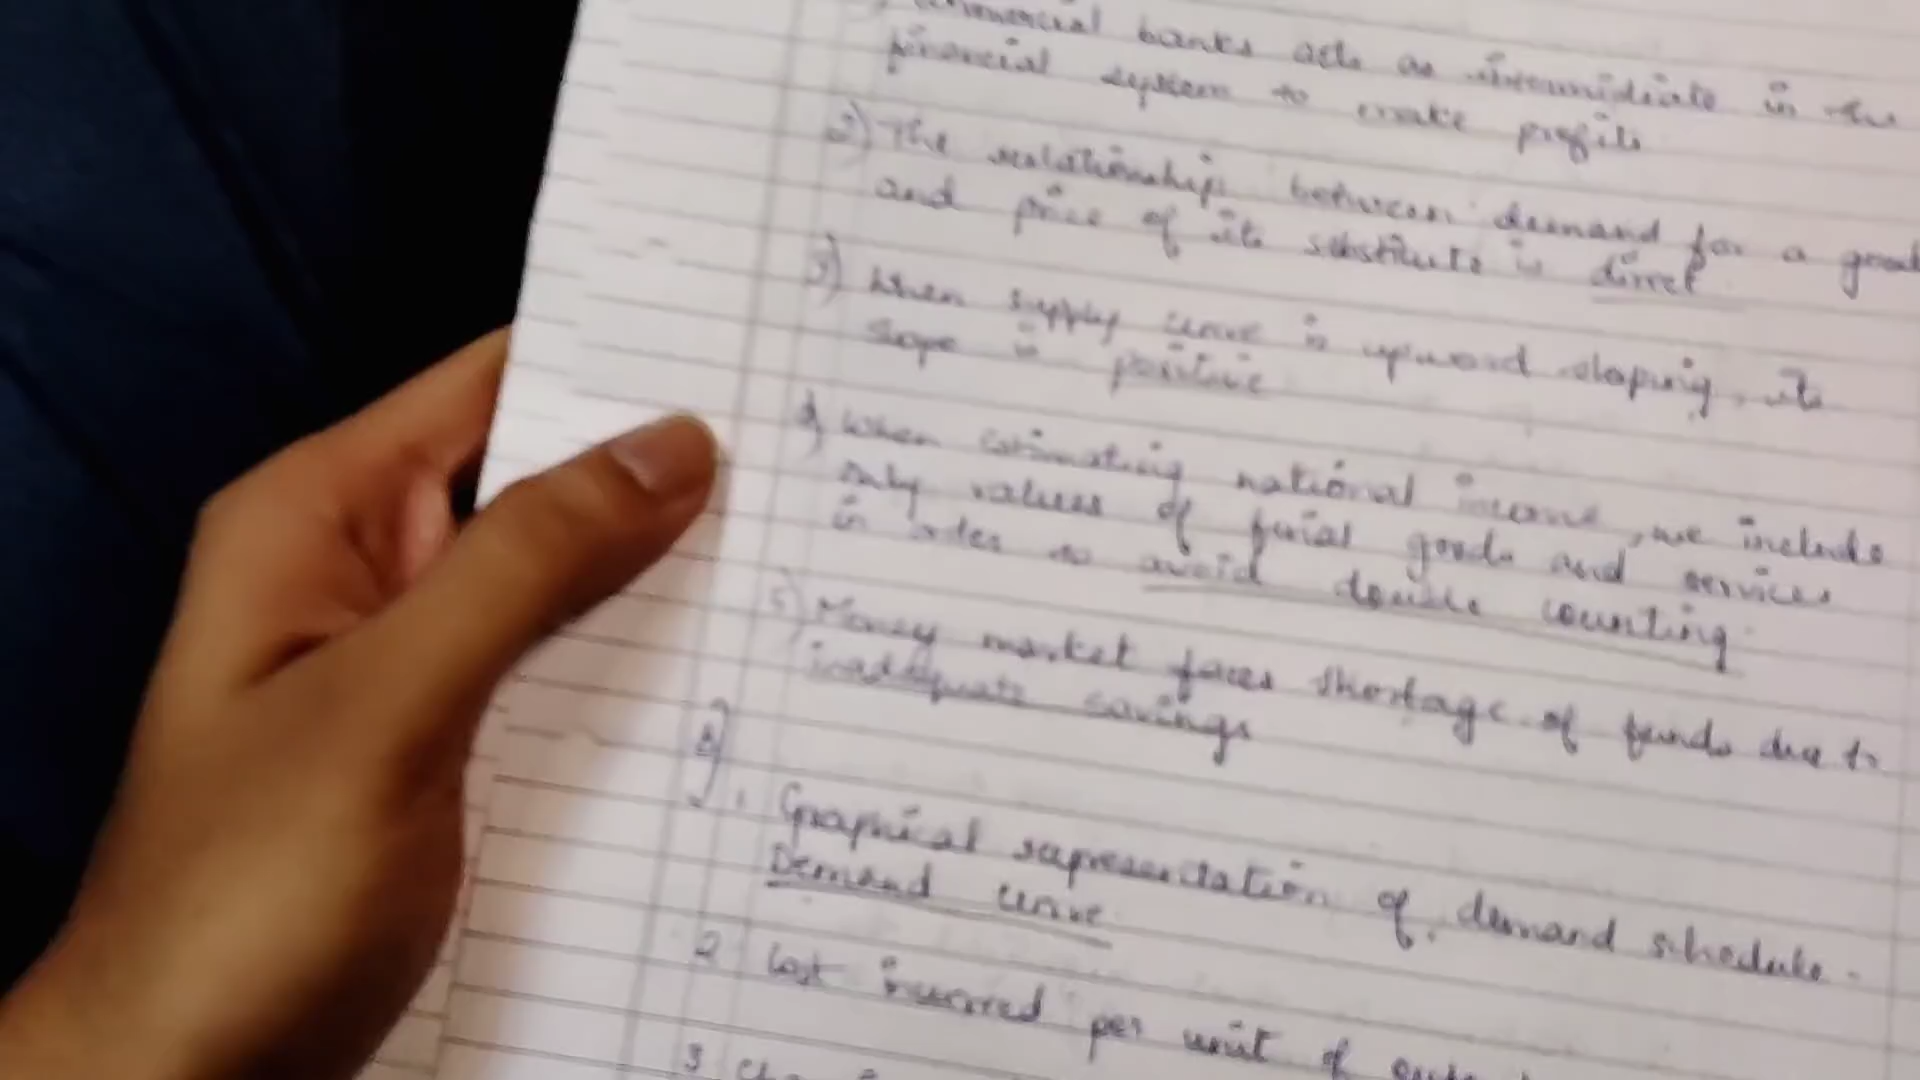 commercial banks acts as intermidiate in the
financial system to make profits
2) The relationship between demand for a good
and price of its substitute is direct
3) When supply curve is upward sloping, its
slope is positive
4) When estimating national income, we include
only values of final goods and services
in order to avoid double counting.
5) Money market faces shortage of funds due to
inadequate savings
B)
1. Graphical representation of demand schedule.
Demand curve
2 Cost incurred per unit of
3